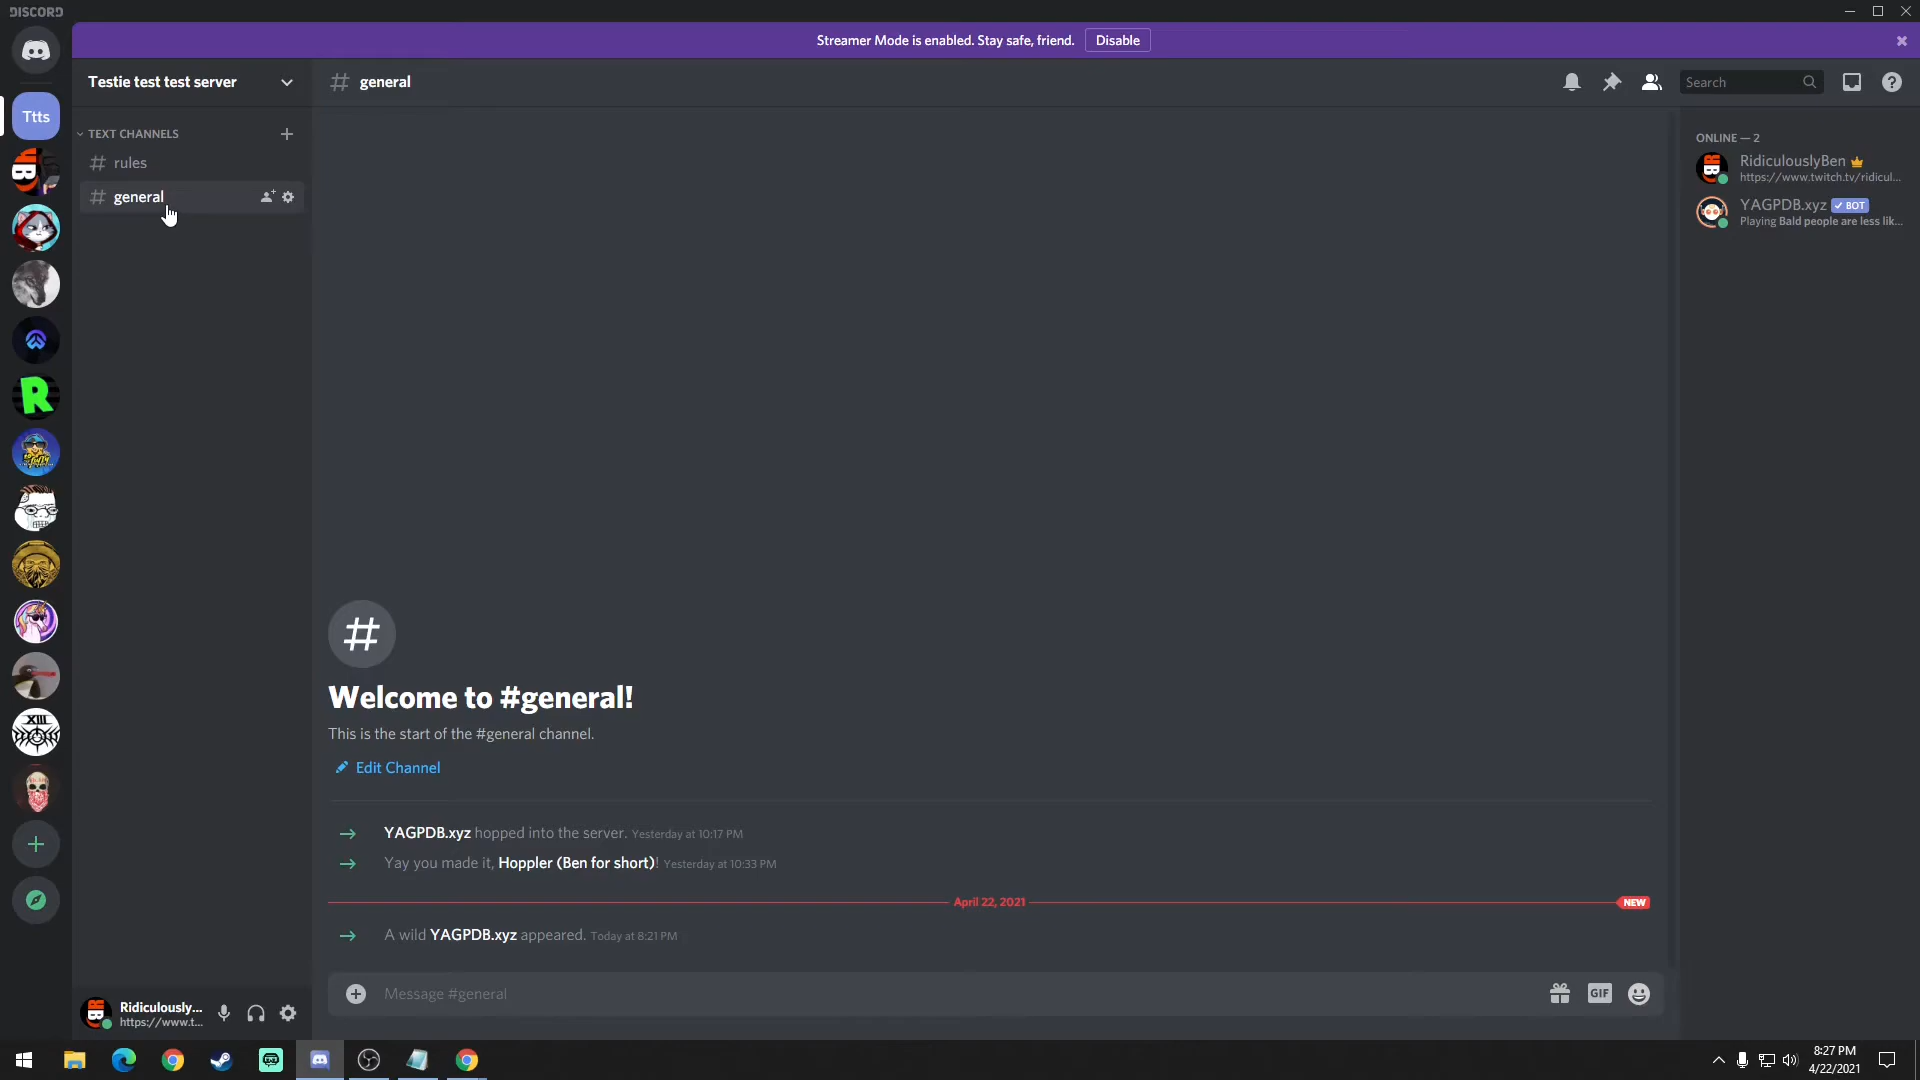 DISCORD
Streamer Mode is enabled. Stay safe, friend.
Disable
Testie test test server
general
Search
Ttts
TEXT CHANNELS
rules
general
ONLINE — 2
RidiculouslyBen
https://www.twitch.tv/ridicul...
YAGPDB.xyz
✓ BOT
Playing Bald people are less lik...
R
XIII
#
Welcome to #general!
This is the start of the #general channel.
Edit Channel
YAGPDB.xyz hopped into the server. Yesterday at 10:17 PM
Yay you made it, Hoppler (Ben for short)! Yesterday at 10:33 PM
April 22, 2021
NEW
A wild YAGPDB.xyz appeared. Today at 8:21 PM
Message #general
GIF
Ridiculously...
https://www.t...
8:27 PM
4/22/2021